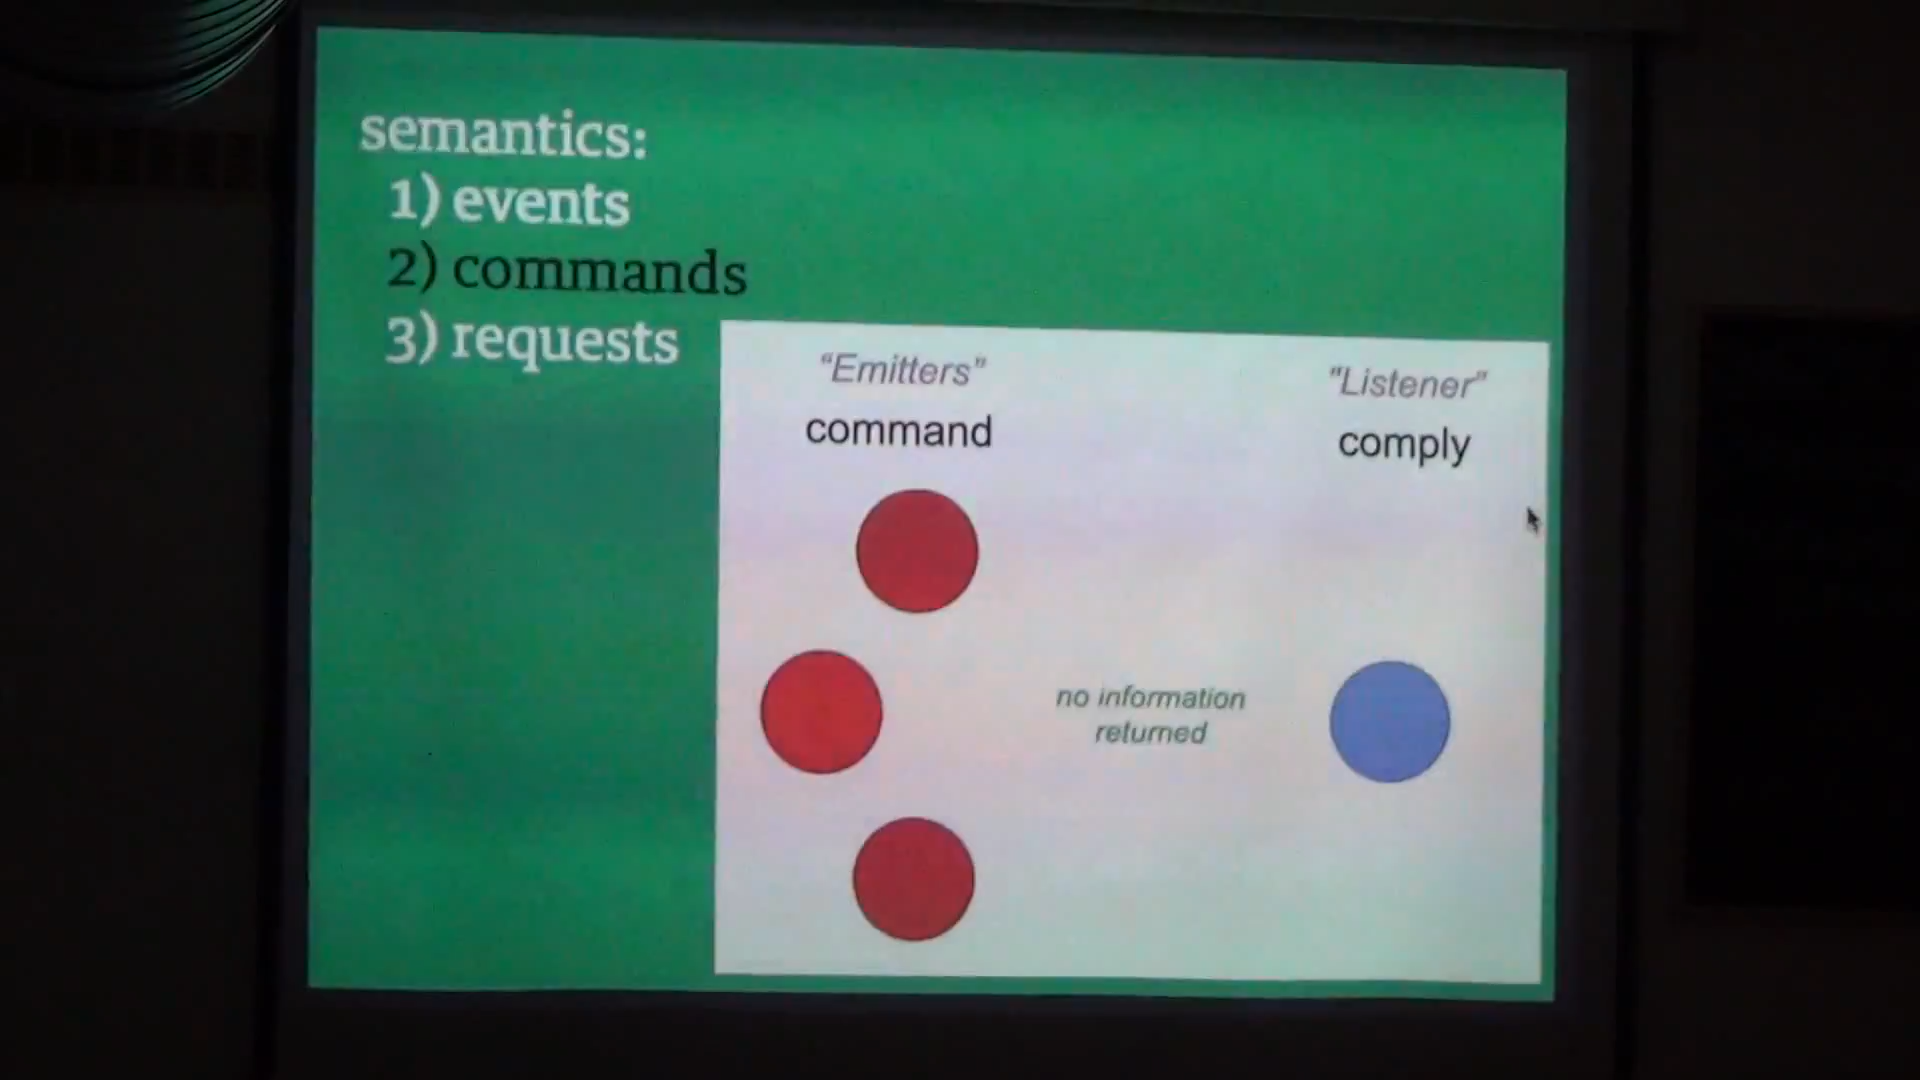 semantics:
1) events
2) commands
3) requests
"Emitters"
"Listener"
command
comply
no information
returned